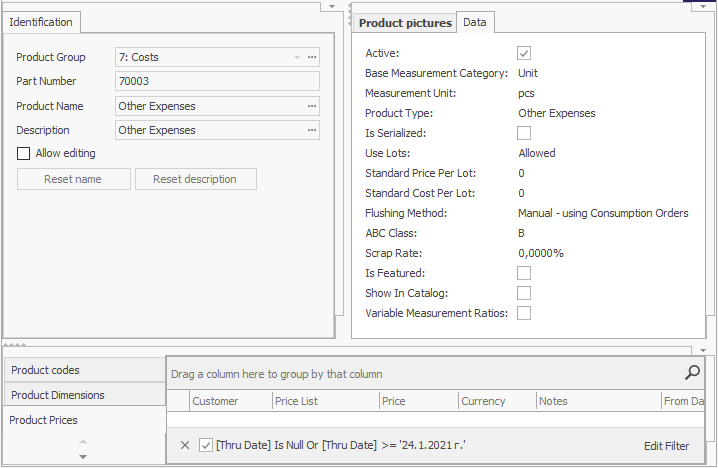 Identification
Product Group 7: Costs
Part Number 70003
Product Name Other Expenses
Description Other Expenses
Allow editing
Reset name Reset description
Product pictures Data
Active:
Base Measurement Category: Unit
Measurement Unit: pcs
Product Type: Other Expenses
Is Serialized:
Use Lots: Allowed
Standard Price Per Lot: 0
Standard Cost Per Lot: 0
Flushing Method: Manual - using Consumption Orders
ABC Class: B
Scrap Rate: 0,0000%
Is Featured:
Show In Catalog:
Variable Measurement Ratios:
Product codes
Product Dimensions
Product Prices
Drag a column here to group by that column
Customer Price List Price Currency Notes From Da
[Thru Date] Is Null Or [Thru Date] >= '24.1.2021 г.' Edit Filter